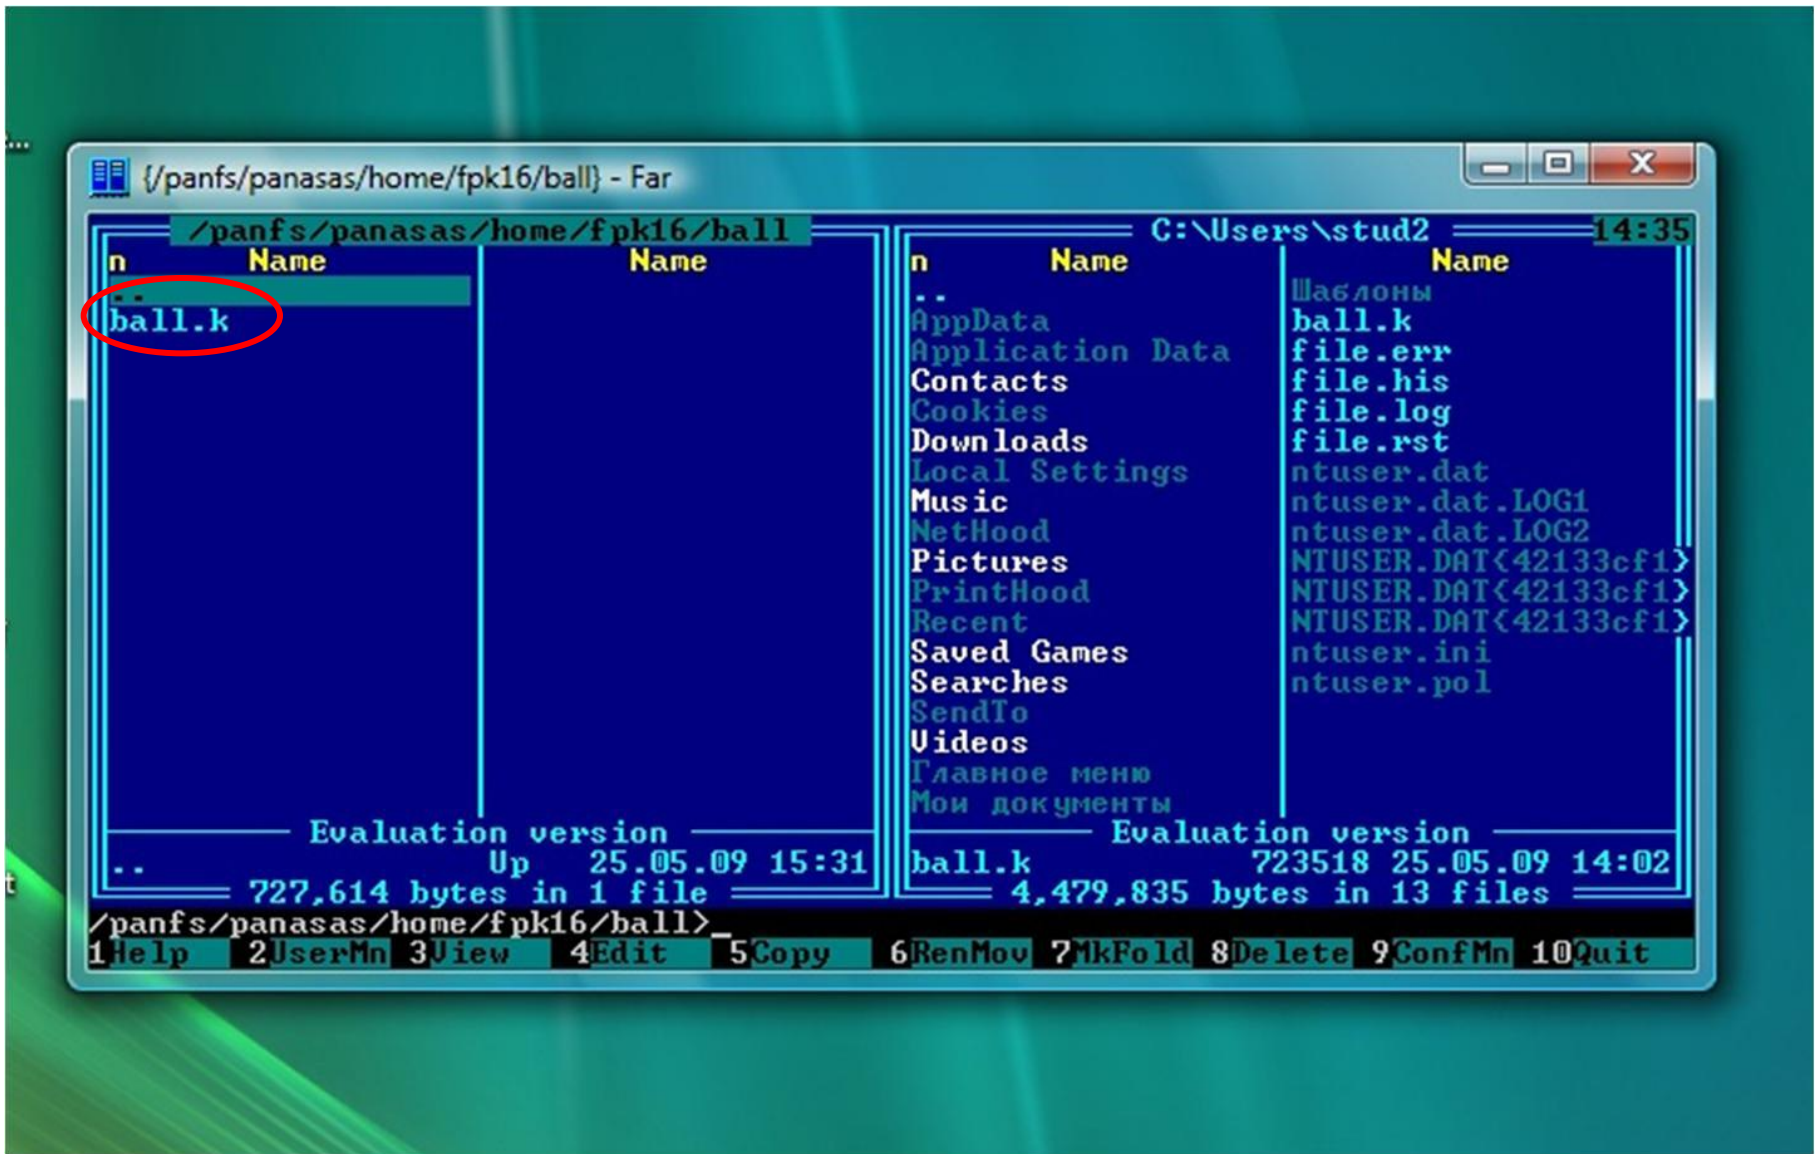 {/panfs/panasas/home/fpk16/ball} - Far
/panfs/panasas/home/fpk16/ball
n Name Name
..
ball.k
Evaluation version
.. Up 25.05.09 15:31
727,614 bytes in 1 file
C:\Users\stud2 14:35
n Name Name
..
AppData
Application Data
Contacts
Cookies
Downloads
Local Settings
Music
NetHood
Pictures
PrintHood
Recent
Saved Games
Searches
SendTo
Videos
Главное меню
Мои документы
Шаблоны
ball.k
file.err
file.his
file.log
file.rst
ntuser.dat
ntuser.dat.LOG1
ntuser.dat.LOG2
NTUSER.DAT{42133cf1}
NTUSER.DAT{42133cf1}
NTUSER.DAT{42133cf1}
ntuser.ini
ntuser.pol
Evaluation version
ball.k 723518 25.05.09 14:02
4,479,835 bytes in 13 files
/panfs/panasas/home/fpk16/ball>_
1Help 2UserMn 3View 4Edit 5Copy 6RenMov 7MkFold 8Delete 9ConfMn 10Quit